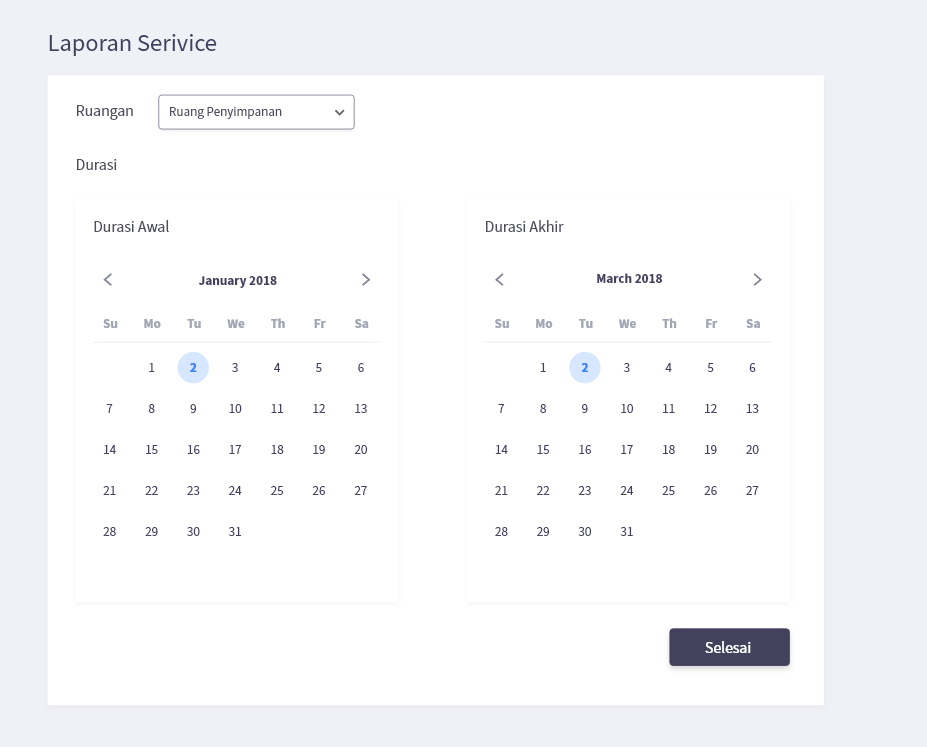 Laporan Serivice
Ruangan Ruang Penyimpanan
Durasi
Durasi Awal
January 2018
Su Mo Tu We Th Fr Sa
1 2 3 4 5 6
7 8 9 10 11 12 13
14 15 16 17 18 19 20
21 22 23 24 25 26 27
28 29 30 31
Durasi Akhir
March 2018
Su Mo Tu We Th Fr Sa
1 2 3 4 5 6
7 8 9 10 11 12 13
14 15 16 17 18 19 20
21 22 23 24 25 26 27
28 29 30 31
Selesai